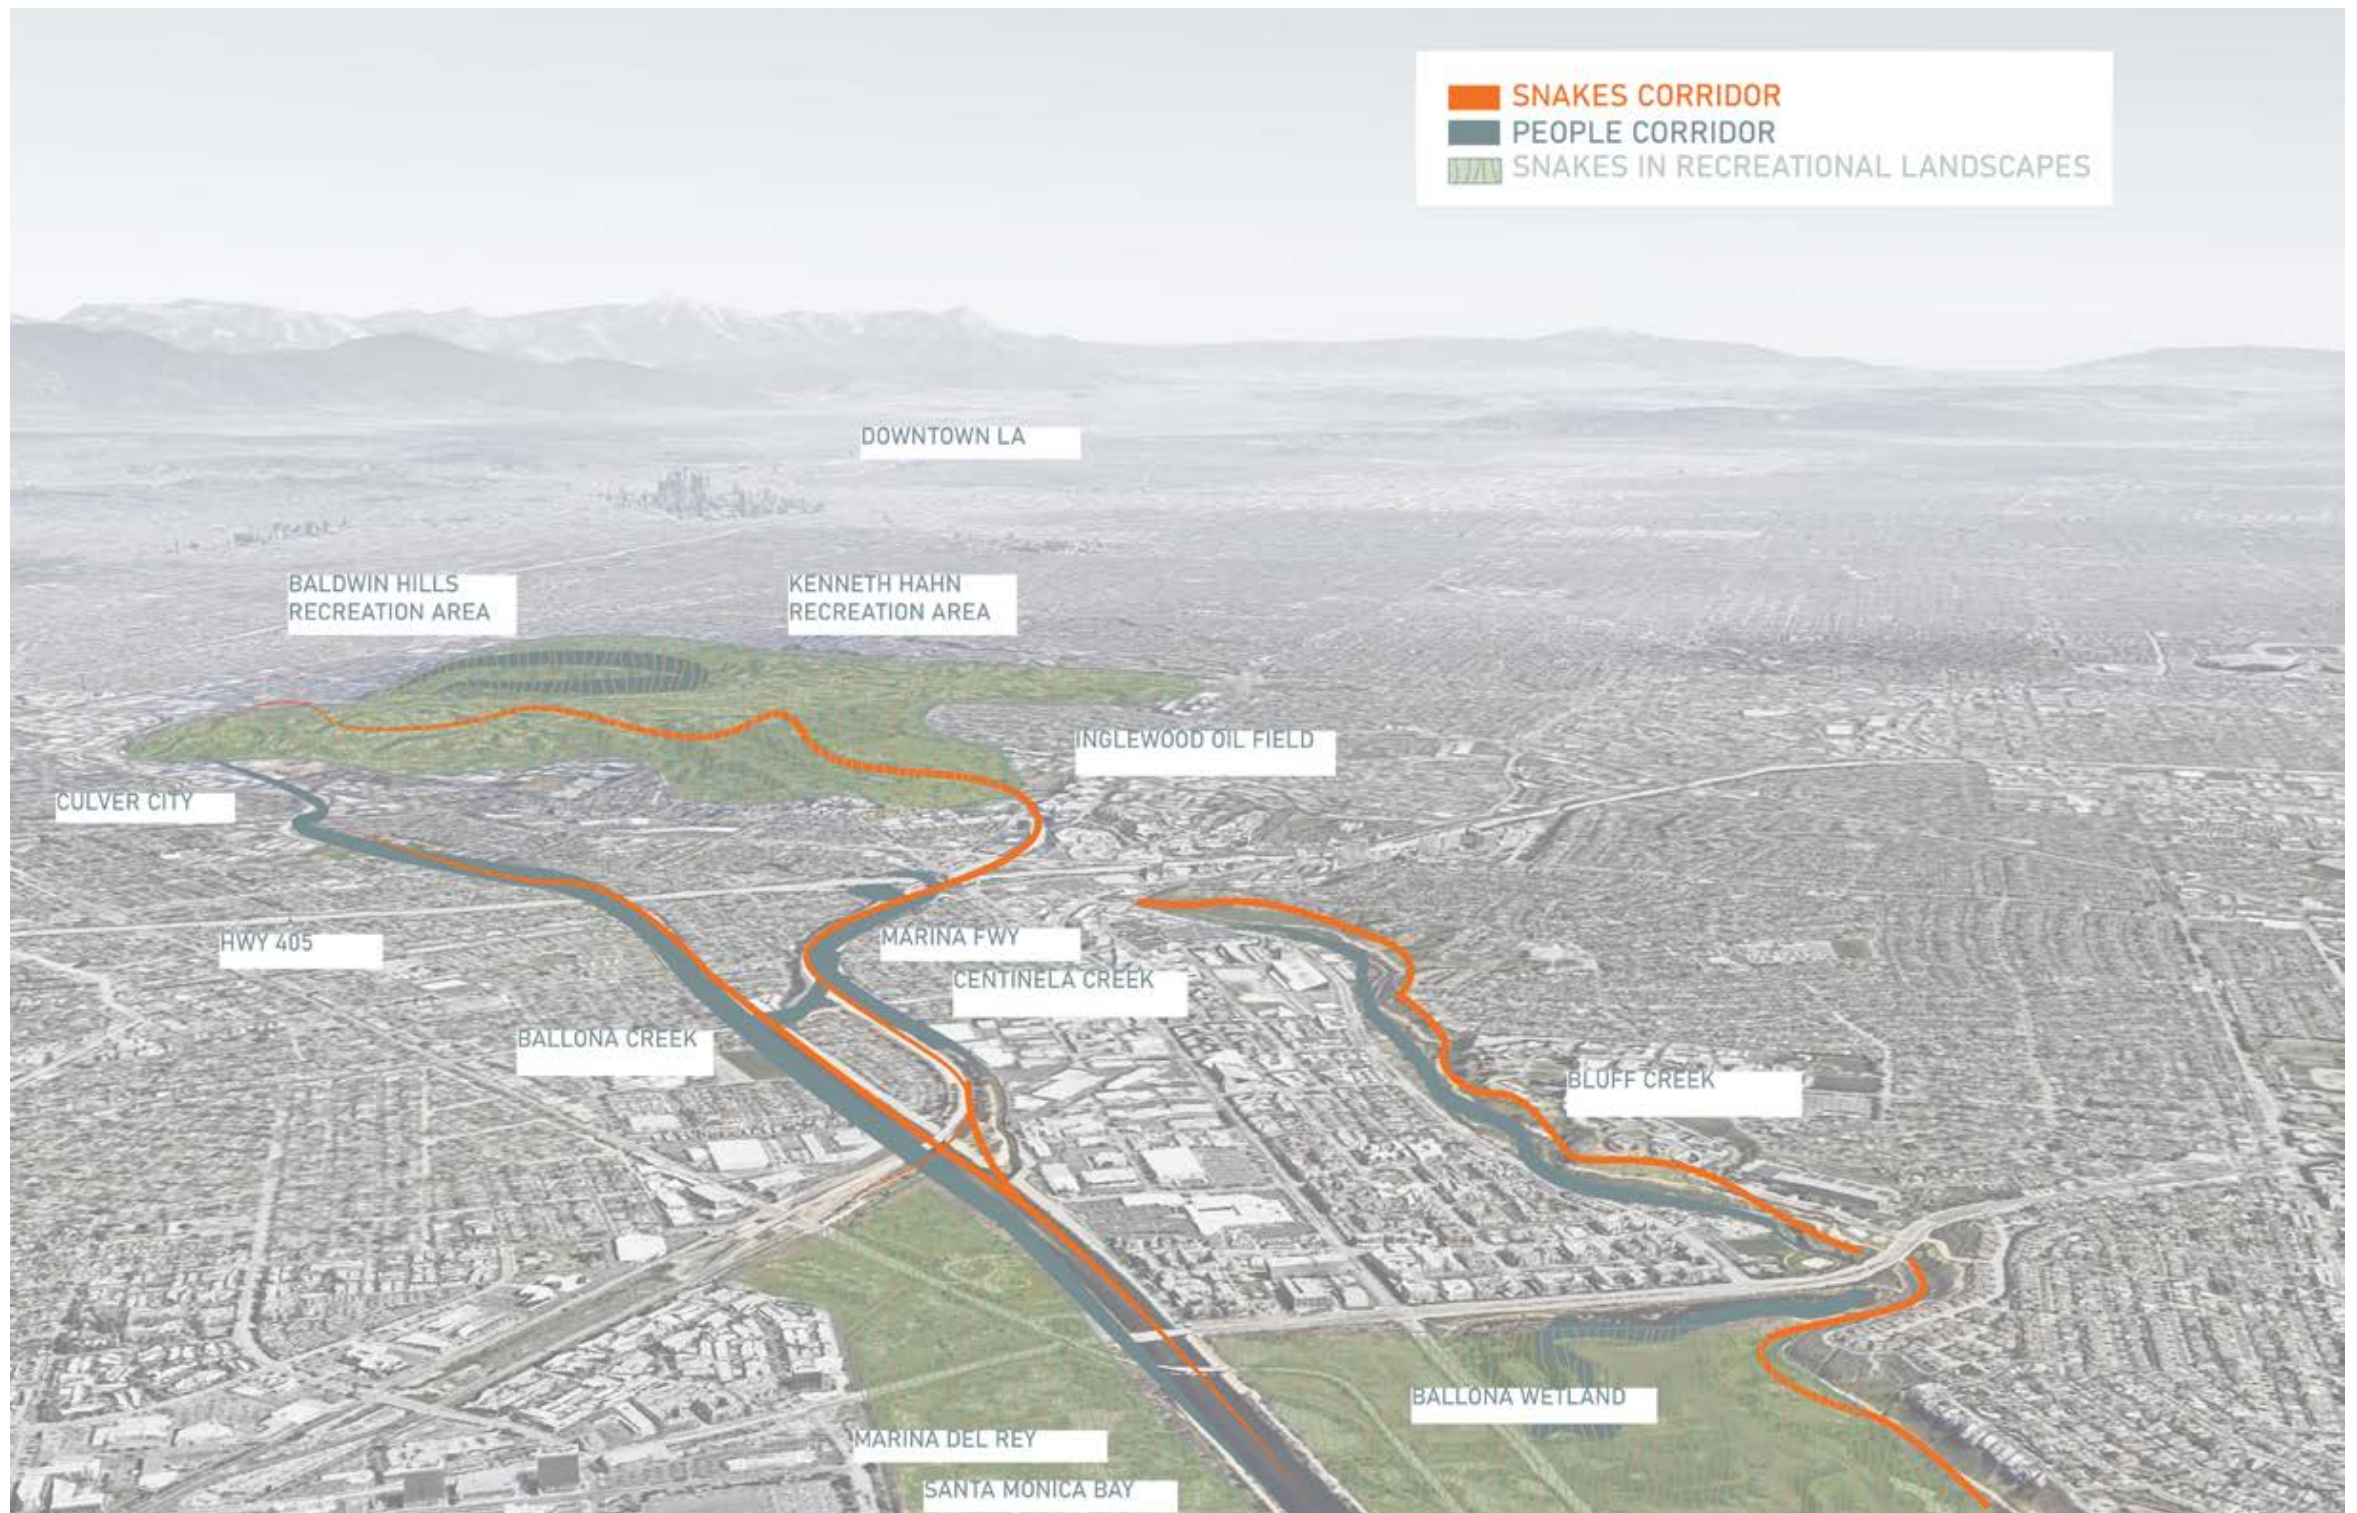 SNAKES CORRIDOR
PEOPLE CORRIDOR
SNAKES IN RECREATIONAL LANDSCAPES
DOWNTOWN LA
BALDWIN HILLS
RECREATION AREA
KENNETH HAHN
RECREATION AREA
INGLEWOOD OIL FIELD
CULVER CITY
HWY 405
MARINA FWY
CENTINELA CREEK
BALLONA CREEK
BLUFF CREEK
BALLONA WETLAND
MARINA DEL REY
SANTA MONICA BAY